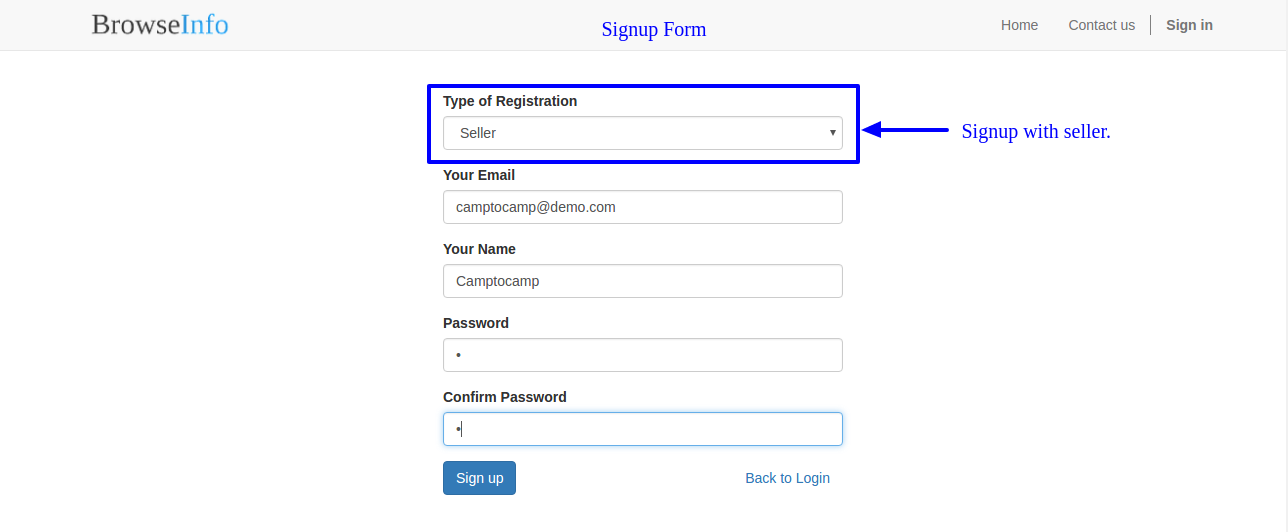 BrowseInfo
Signup Form
Home Contact us Sign in
Type of Registration
Seller
Signup with seller.
Your Email
camptocamp@demo.com
Your Name
Camptocamp
Password
•
Confirm Password
•
Sign up Back to Login